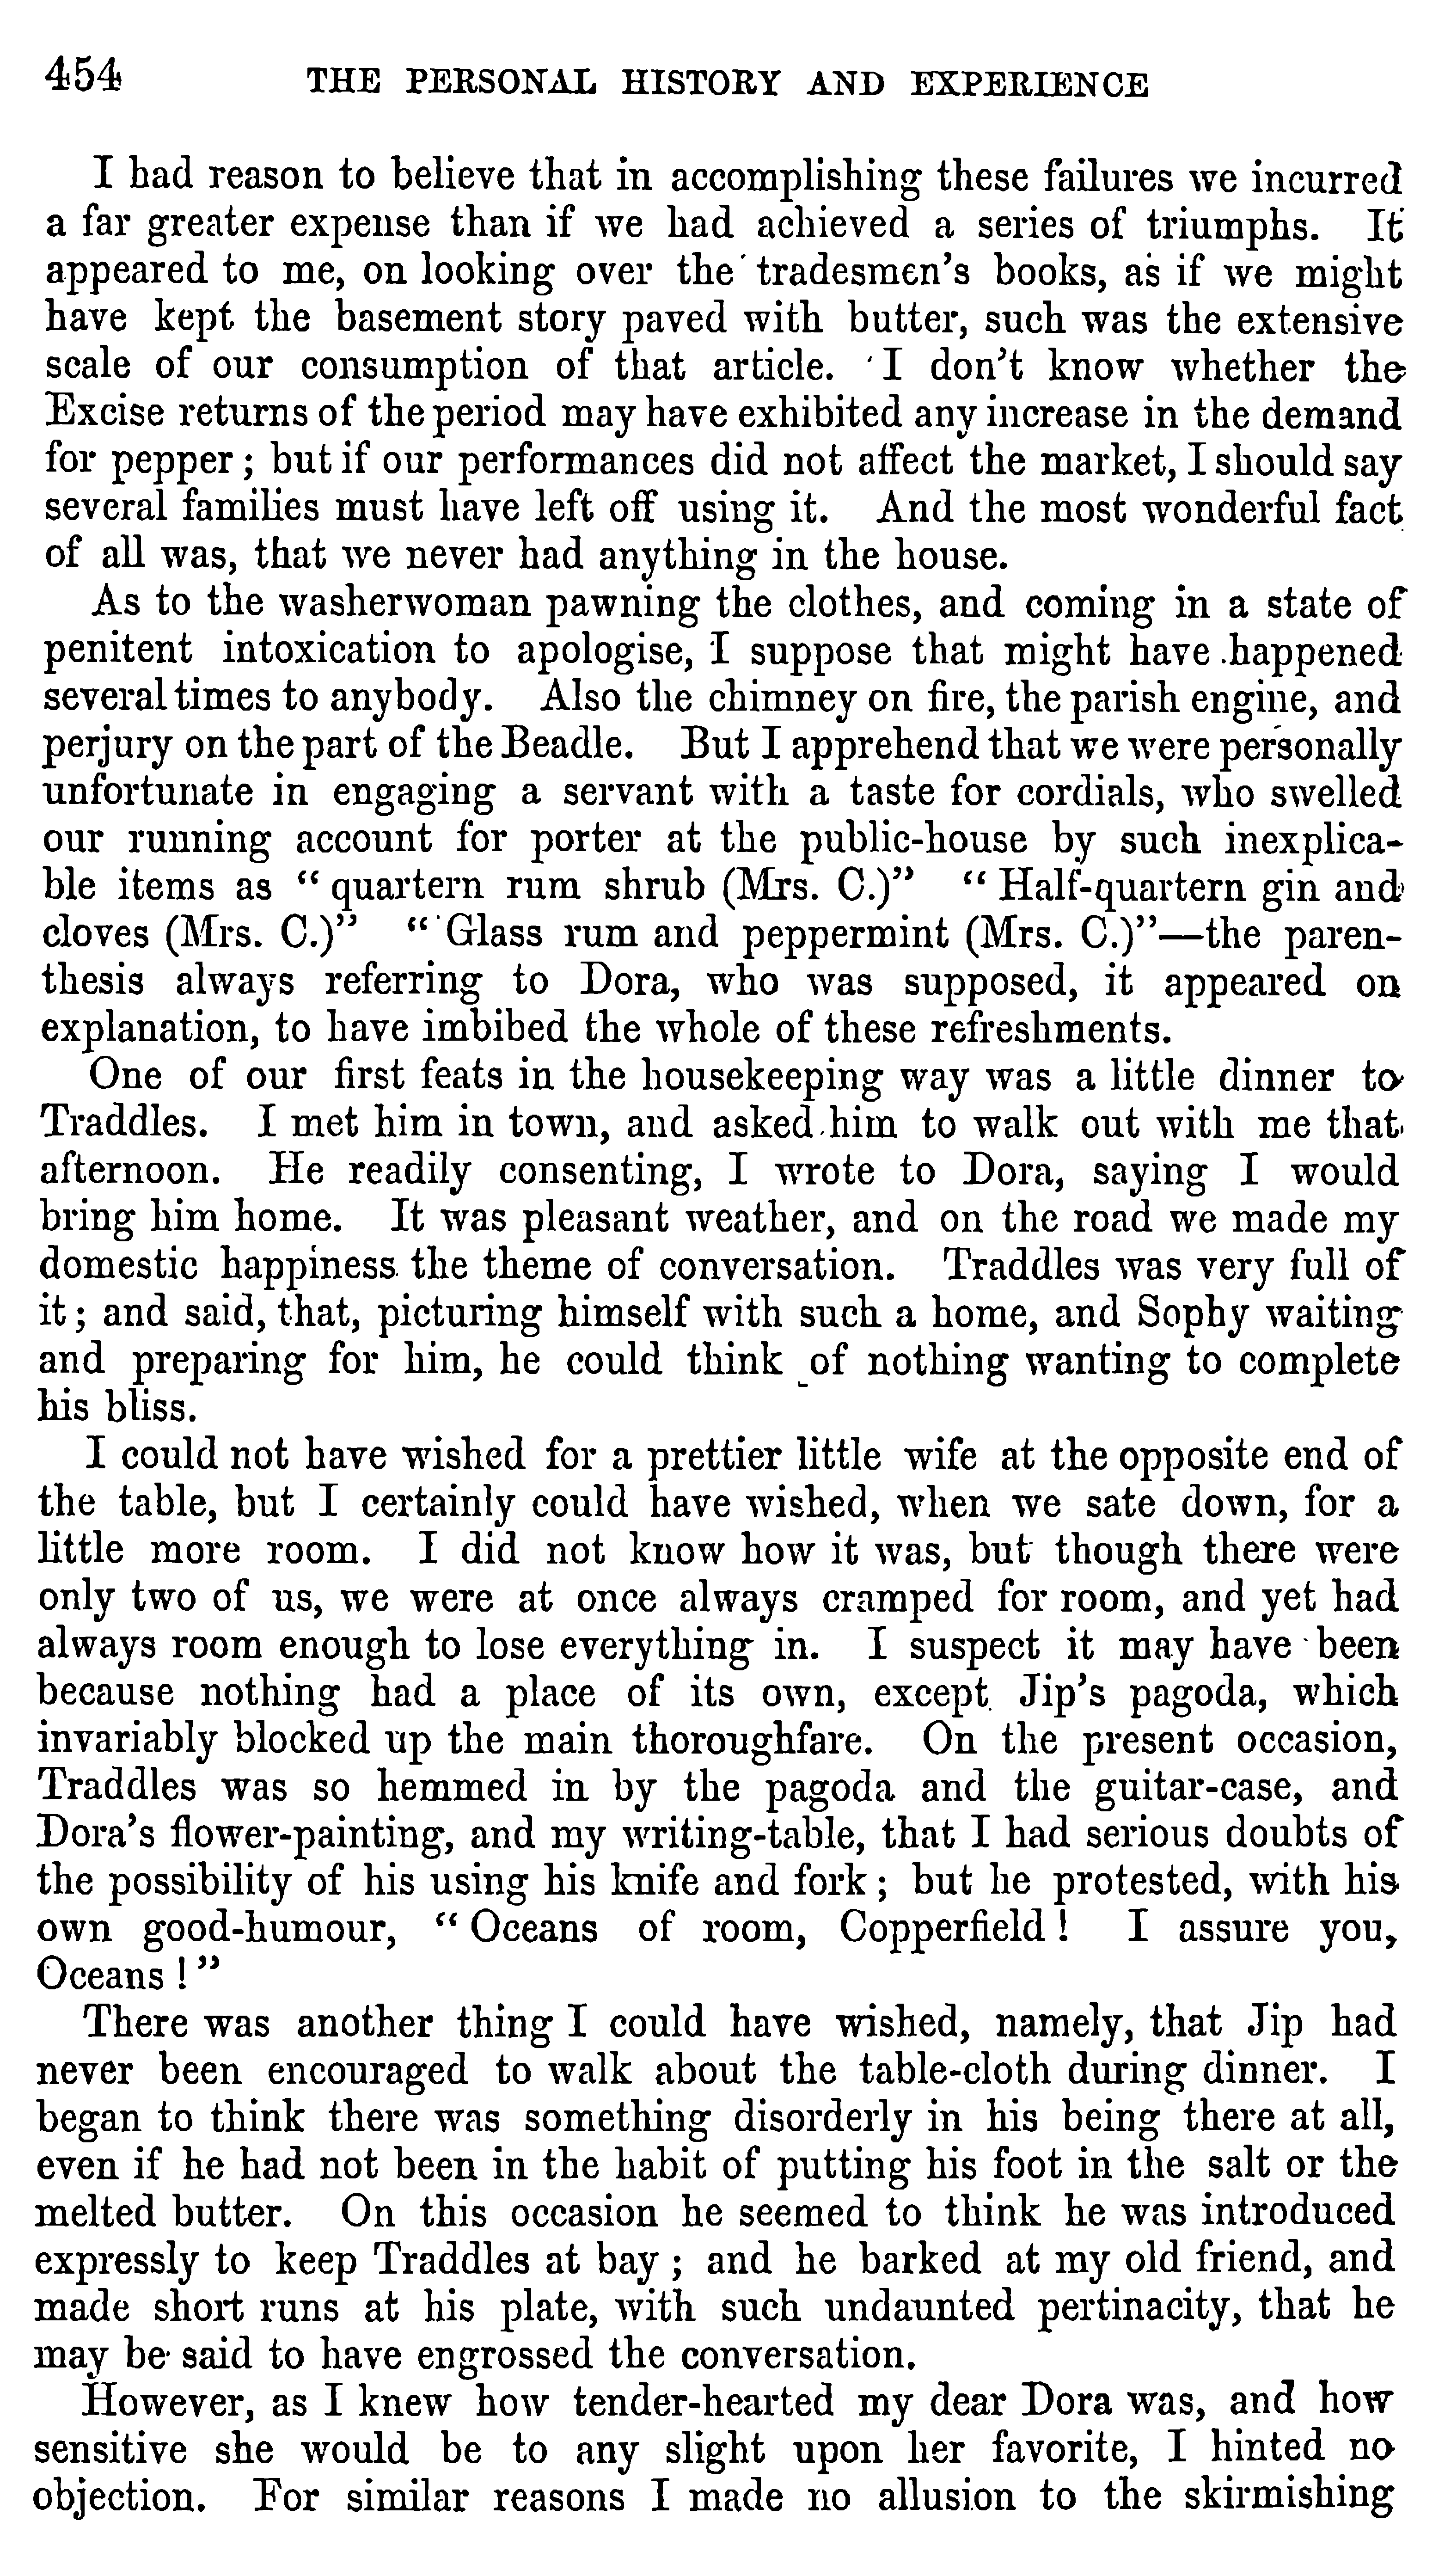 454 THE PERSONAL HISTORY AND EXPERIENCE
I had reason to believe that in accomplishing these failures we incurred
a far greater expense than if we had achieved a series of triumphs. It
appeared to me, on looking over the tradesmen's books, as if we might
have kept the basement story paved with butter, such was the extensive
scale of our consumption of that article. I don't know whether the
Excise returns of the period may have exhibited any increase in the demand
for pepper; but if our performances did not affect the market, I should say
several families must have left off using it. And the most wonderful fact
of all was, that we never had anything in the house.
As to the washerwoman pawning the clothes, and coming in a state of
penitent intoxication to apologise, I suppose that might have happened
several times to anybody. Also the chimney on fire, the parish engine, and
perjury on the part of the Beadle. But I apprehend that we were personally
unfortunate in engaging a servant with a taste for cordials, who swelled
our running account for porter at the public-house by such inexplica-
ble items as "quartern rum shrub (Mrs. C.)" "Half-quartern gin and
cloves (Mrs. C.)" "Glass rum and peppermint (Mrs. C.)"—the paren-
thesis always referring to Dora, who was supposed, it appeared on
explanation, to have imbibed the whole of these refreshments.
One of our first feats in the housekeeping way was a little dinner to
Traddles. I met him in town, and asked him to walk out with me that
afternoon. He readily consenting, I wrote to Dora, saying I would
bring him home. It was pleasant weather, and on the road we made my
domestic happiness the theme of conversation. Traddles was very full of
it; and said, that, picturing himself with such a home, and Sophy waiting
and preparing for him, he could think of nothing wanting to complete
his bliss.
I could not have wished for a prettier little wife at the opposite end of
the table, but I certainly could have wished, when we sate down, for a
little more room. I did not know how it was, but though there were
only two of us, we were at once always cramped for room, and yet had
always room enough to lose everything in. I suspect it may have been
because nothing had a place of its own, except Jip's pagoda, which
invariably blocked up the main thoroughfare. On the present occasion,
Traddles was so hemmed in by the pagoda and the guitar-case, and
Dora's flower-painting, and my writing-table, that I had serious doubts of
the possibility of his using his knife and fork; but he protested, with his
own good-humour, "Oceans of room, Copperfield! I assure you,
Oceans!"
There was another thing I could have wished, namely, that Jip had
never been encouraged to walk about the table-cloth during dinner. I
began to think there was something disorderly in his being there at all,
even if he had not been in the habit of putting his foot in the salt or the
melted butter. On this occasion he seemed to think he was introduced
expressly to keep Traddles at bay; and he barked at my old friend, and
made short runs at his plate, with such undaunted pertinacity, that he
may be said to have engrossed the conversation.
However, as I knew how tender-hearted my dear Dora was, and how
sensitive she would be to any slight upon her favorite, I hinted no
objection. For similar reasons I made no allusion to the skirmishing